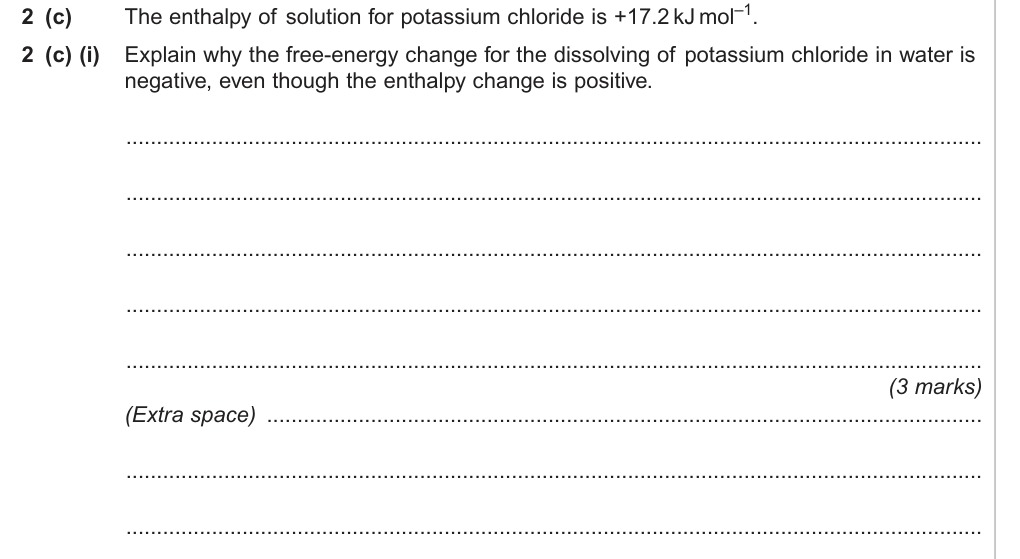 2 (c) The enthalpy of solution for potassium chloride is +17.2 kJ mol⁻¹.
2 (c) (i) Explain why the free-energy change for the dissolving of potassium chloride in water is
negative, even though the enthalpy change is positive.
................................................................................
................................................................................
................................................................................
................................................................................
................................................................................
(3 marks)
(Extra space) ................................................................................
................................................................................
................................................................................